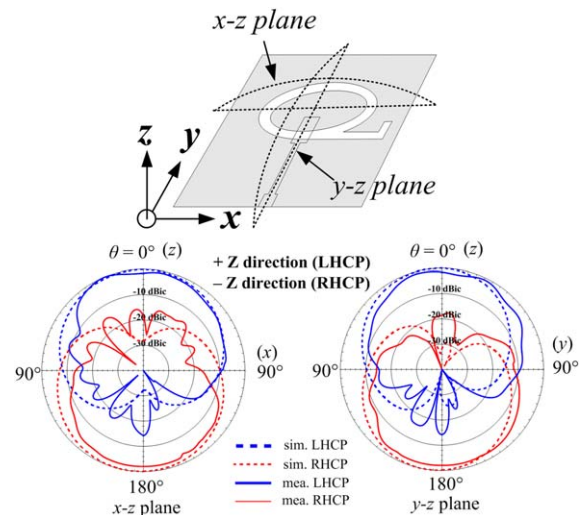 x-z plane
z
y
x
y-z plane
θ = 0° (z)
+ Z direction (LHCP)
– Z direction (RHCP)
θ = 0° (z)
-10 dBic
-20 dBic
-30 dBic
-10 dBic
-20 dBic
-30 dBic
(x)
(y)
90°
90°
90°
90°
180°
x-z plane
sim. LHCP
sim. RHCP
mea. LHCP
mea. RHCP
180°
y-z plane